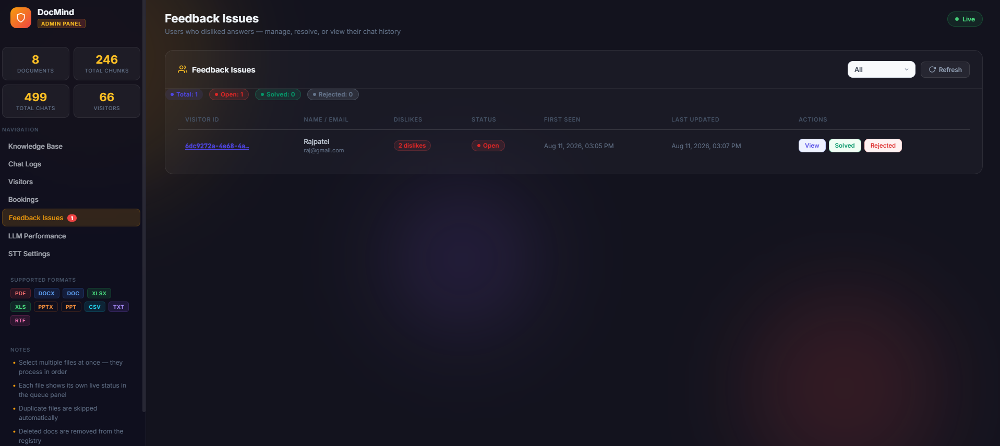 DocMind
ADMIN PANEL
8
DOCUMENTS
246
TOTAL CHUNKS
499
TOTAL CHATS
66
VISITORS
NAVIGATION
Knowledge Base
Chat Logs
Visitors
Bookings
Feedback Issues 1
LLM Performance
STT Settings
SUPPORTED FORMATS
PDF DOCX DOC XLSX
XLS PPTX PPT CSV TXT
RTF
NOTES
• Select multiple files at once — they
process in order
• Each file shows its own live status in
the queue panel
• Duplicate files are skipped
automatically
• Deleted docs are removed from the
registry
Feedback Issues
Users who disliked answers — manage, resolve, or view their chat history
Live
Feedback Issues
All
Refresh
Total: 1 Open: 1 Solved: 0 Rejected: 0
VISITOR ID NAME / EMAIL DISLIKES STATUS FIRST SEEN LAST UPDATED ACTIONS
6dc9272a-4e68-4a… Rajpatel 2 dislikes Open Aug 11, 2026, 03:05 PM Aug 11, 2026, 03:07 PM View Solved Rejected
raj@gmail.com